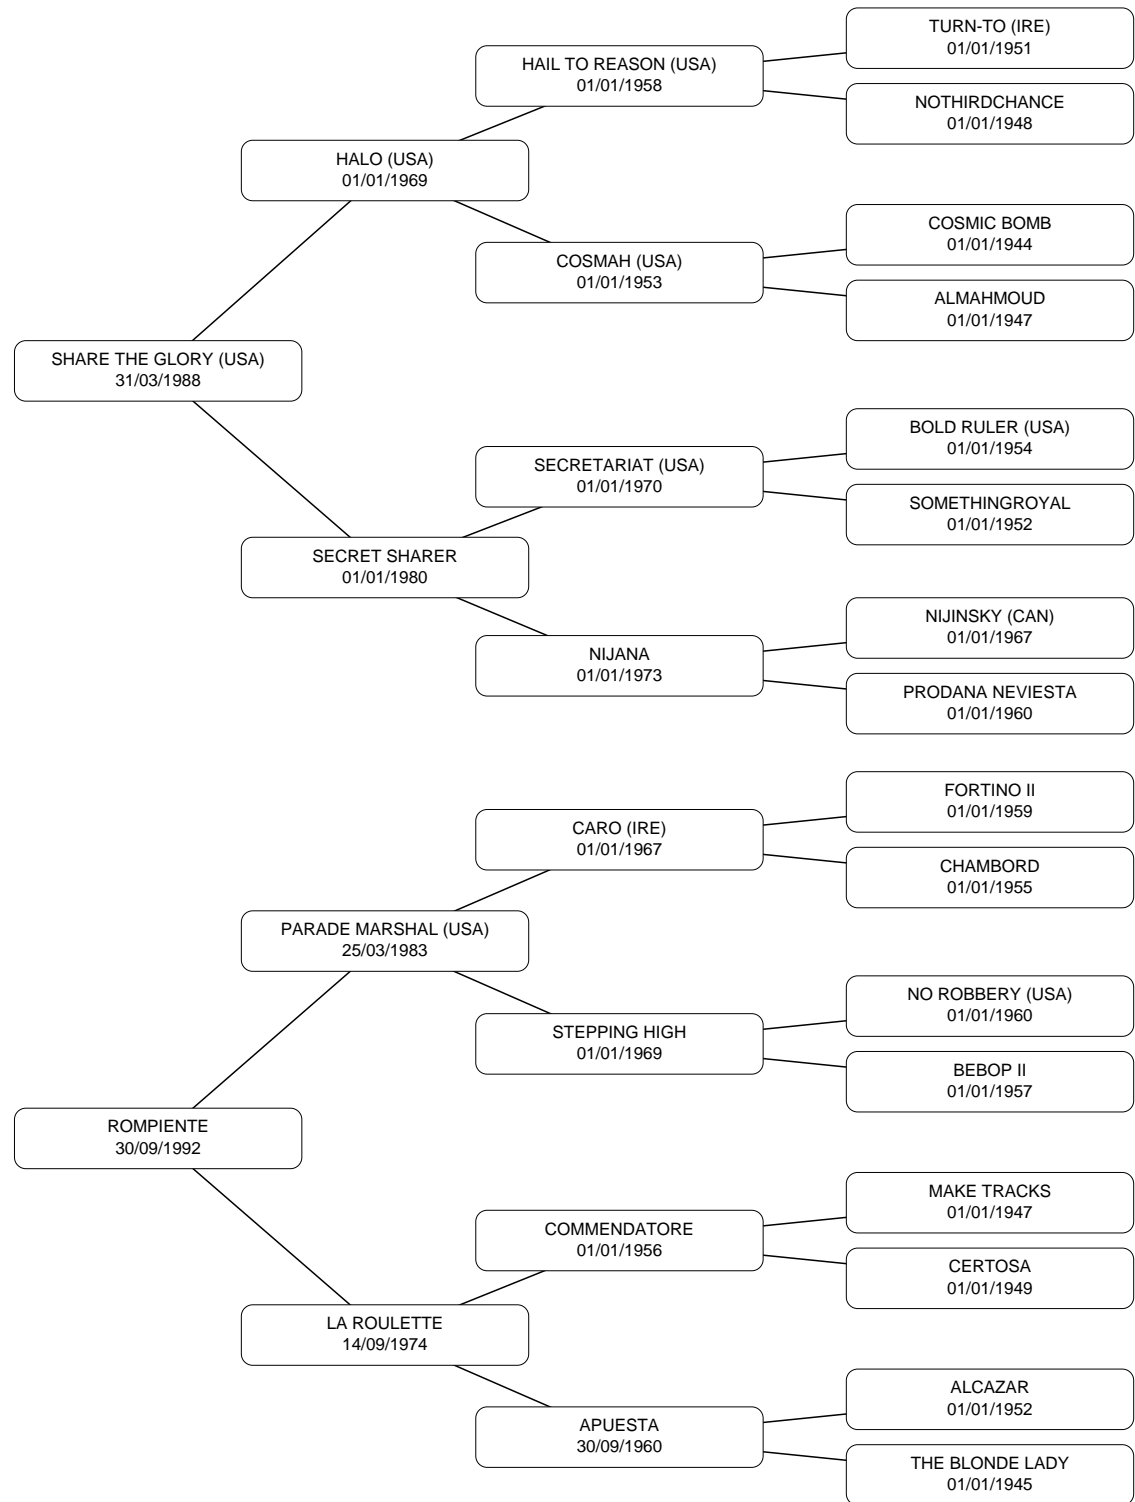 TURN-TO (IRE)
01/01/1951
HAIL TO REASON (USA)
01/01/1958
NOTHIRDCHANCE
01/01/1948
HALO (USA)
01/01/1969
COSMIC BOMB
01/01/1944
COSMAH (USA)
01/01/1953
ALMAHMOUD
01/01/1947
SHARE THE GLORY (USA)
31/03/1988
BOLD RULER (USA)
01/01/1954
SECRETARIAT (USA)
01/01/1970
SOMETHINGROYAL
01/01/1952
SECRET SHARER
01/01/1980
NIJINSKY (CAN)
01/01/1967
NIJANA
01/01/1973
PRODANA NEVIESTA
01/01/1960
FORTINO II
01/01/1959
CARO (IRE)
01/01/1967
CHAMBORD
01/01/1955
PARADE MARSHAL (USA)
25/03/1983
NO ROBBERY (USA)
01/01/1960
STEPPING HIGH
01/01/1969
BEBOP II
01/01/1957
ROMPIENTE
30/09/1992
MAKE TRACKS
01/01/1947
COMMENDATORE
01/01/1956
CERTOSA
01/01/1949
LA ROULETTE
14/09/1974
ALCAZAR
01/01/1952
APUESTA
30/09/1960
THE BLONDE LADY
01/01/1945